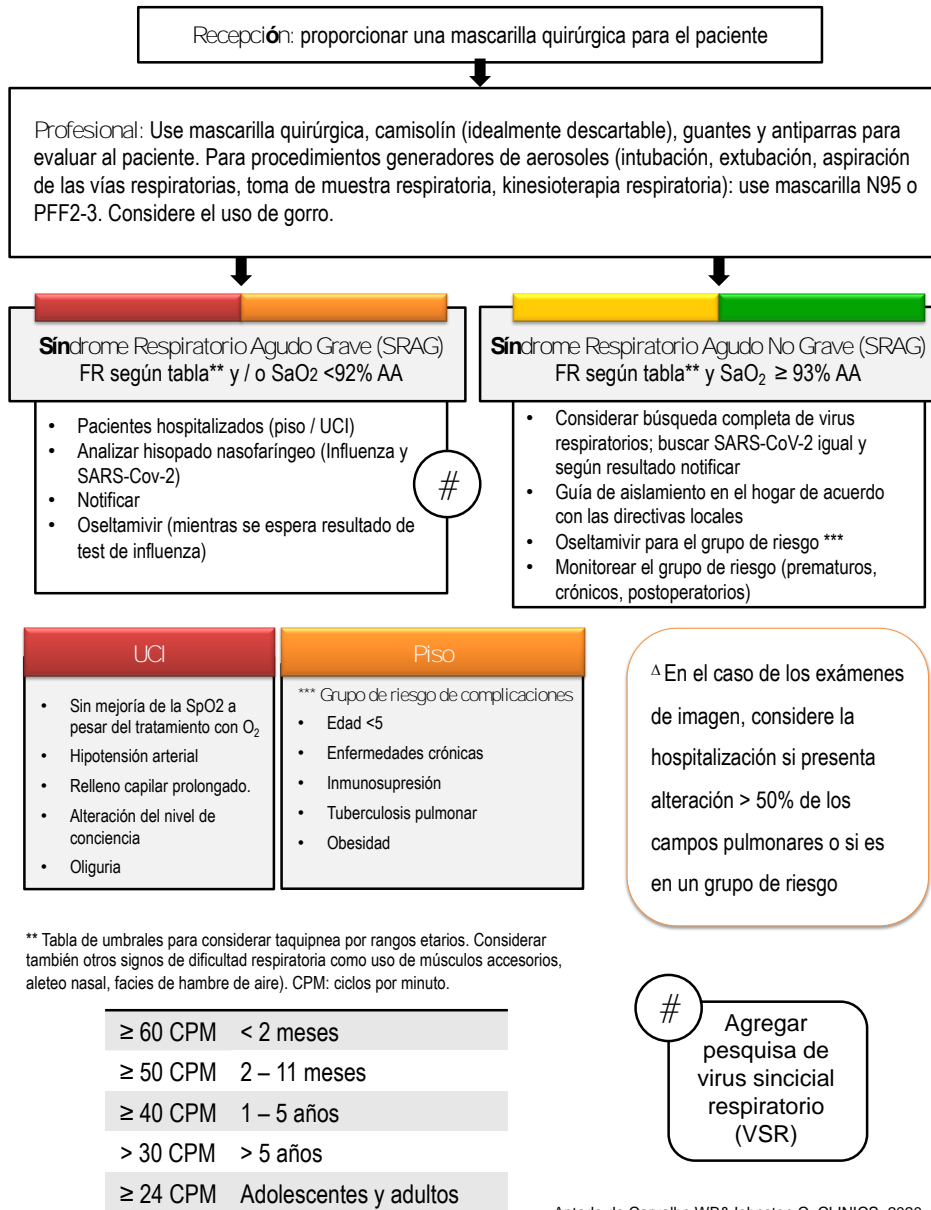 Recepción: proporcionar una mascarilla quirúrgica para el paciente
Profesional: Use mascarilla quirúrgica, camisolín (idealmente descartable), guantes y antiparras para
evaluar al paciente. Para procedimientos generadores de aerosoles (intubación, extubación, aspiración
de las vías respiratorias, toma de muestra respiratoria, kinesioterapia respiratoria): use mascarilla N95 o
PFF2-3. Considere el uso de gorro.
Síndrome Respiratorio Agudo Grave (SRAG)
FR según tabla** y / o SaO2 <92% AA
• Pacientes hospitalizados (piso / UCI)
• Analizar hisopado nasofaríngeo (Influenza y
SARS-Cov-2)
• Notificar
• Oseltamivir (mientras se espera resultado de
test de influenza)
#
Síndrome Respiratorio Agudo No Grave (SRAG)
FR según tabla** y SaO₂ ≥ 93% AA
• Considerar búsqueda completa de virus
respiratorios; buscar SARS-CoV-2 igual y
según resultado notificar
• Guía de aislamiento en el hogar de acuerdo
con las directivas locales
• Oseltamivir para el grupo de riesgo ***
• Monitorear el grupo de riesgo (prematuros,
crónicos, postoperatorios)
UCI
• Sin mejoría de la SpO2 a
pesar del tratamiento con O₂
• Hipotensión arterial
• Relleno capilar prolongado.
• Alteración del nivel de
conciencia
• Oliguria
Piso
*** Grupo de riesgo de complicaciones
• Edad <5
• Enfermedades crónicas
• Inmunosupresión
• Tuberculosis pulmonar
• Obesidad
Δ En el caso de los exámenes
de imagen, considere la
hospitalización si presenta
alteración > 50% de los
campos pulmonares o si es
en un grupo de riesgo
** Tabla de umbrales para considerar taquipnea por rangos etarios. Considerar
también otros signos de dificultad respiratoria como uso de músculos accesorios,
aleteo nasal, facies de hambre de aire). CPM: ciclos por minuto.
≥ 60 CPM < 2 meses
≥ 50 CPM 2 – 11 meses
≥ 40 CPM 1 – 5 años
> 30 CPM > 5 años
≥ 24 CPM Adolescentes y adultos
#
Agregar
pesquisa de
virus sincicial
respiratorio
(VSR)